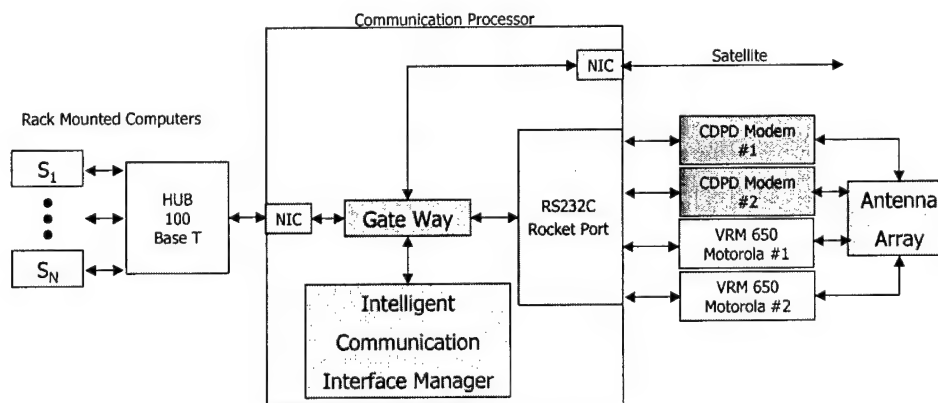 Communication Processor
NIC
Satellite
Rack Mounted Computers
S1
SN
HUB
100
Base T
NIC
Gate Way
Intelligent
Communication
Interface Manager
RS232C
Rocket Port
CDPD Modem
#1
CDPD Modem
#2
VRM 650
Motorola #1
VRM 650
Motorola #2
Antenna
Array